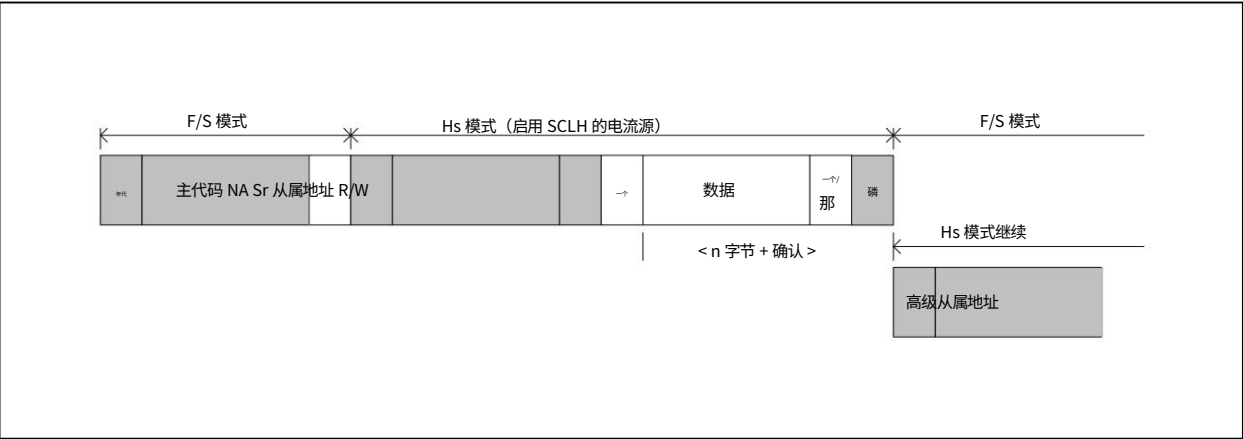 F/S 模式
Hs 模式（启用 SCLH 的电流源）
F/S 模式
年代
主代码 NA Sr 从属地址 R/W
一个
数据
一个/
那
磷
< n 字节 + 确认 >
Hs 模式继续
高级从属地址